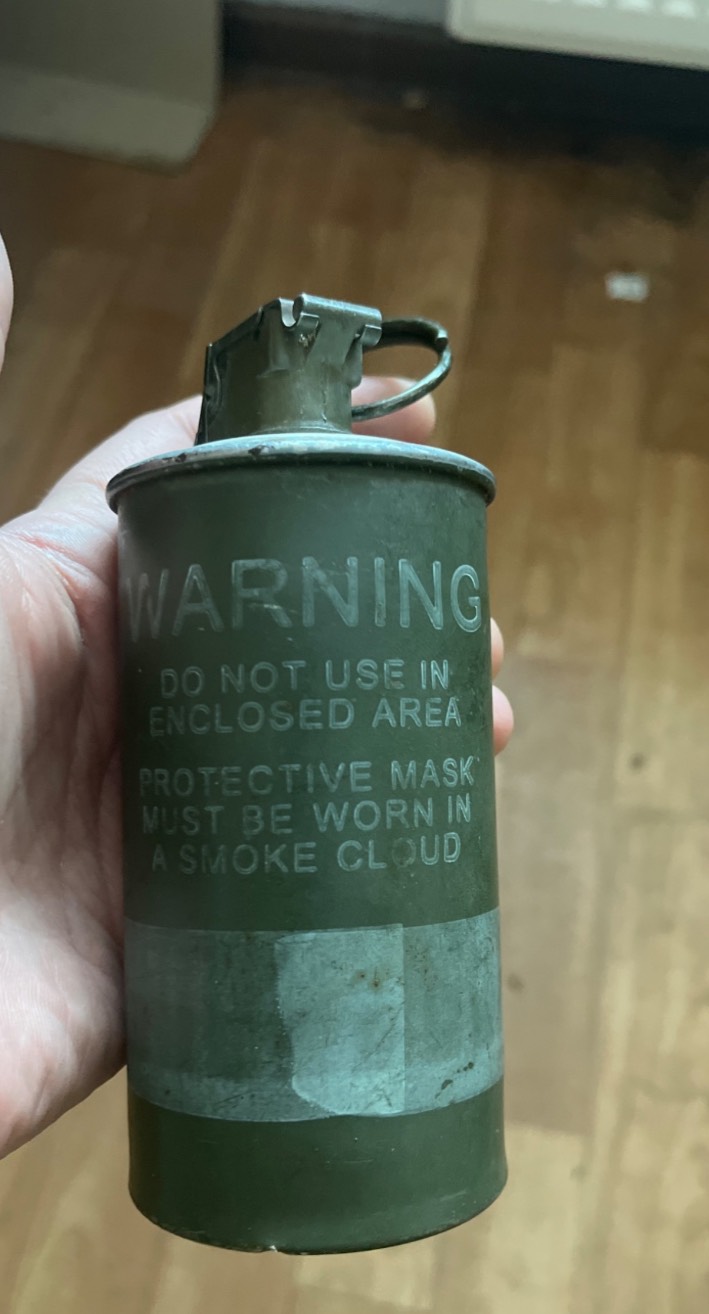 WARNING
DO NOT USE IN
ENCLOSED AREA
PROTECTIVE MASK
MUST BE WORN IN
A SMOKE CLOUD